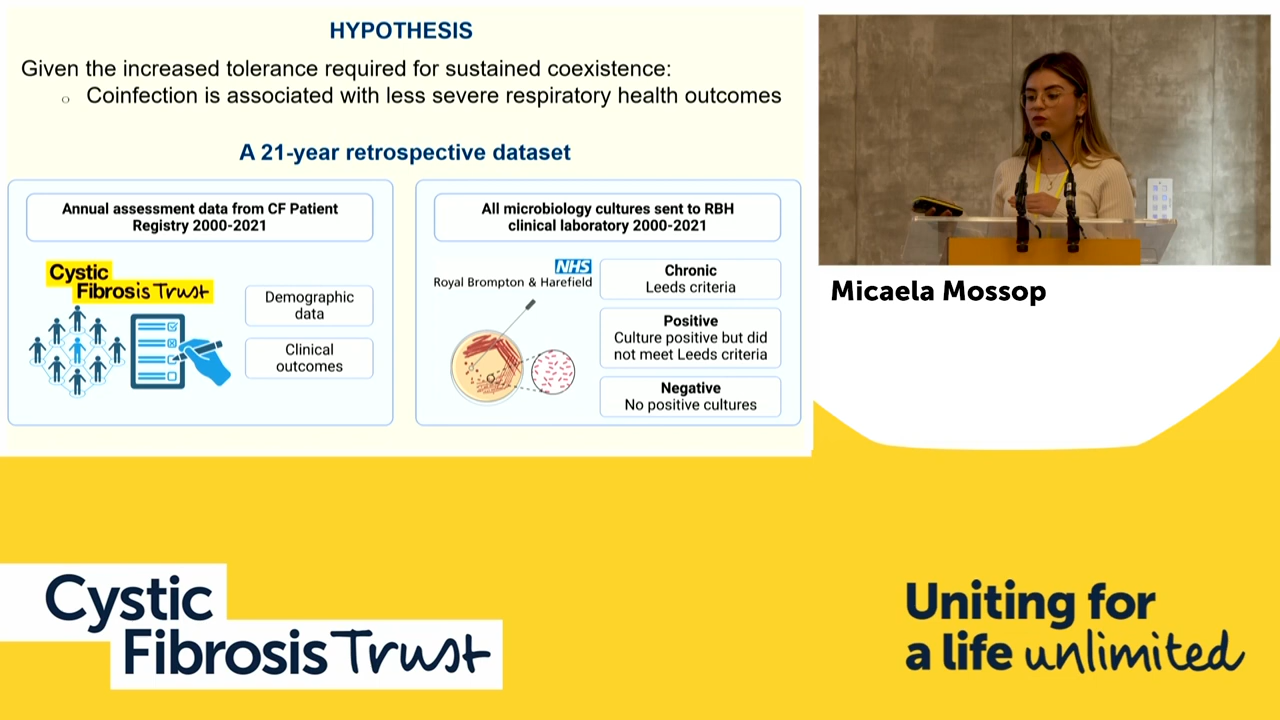 HYPOTHESIS
Given the increased tolerance required for sustained coexistence:
○ Coinfection is associated with less severe respiratory health outcomes
A 21-year retrospective dataset
Annual assessment data from CF Patient
Registry 2000-2021
Cystic
Fibrosis Trust
Demographic
data
Clinical
outcomes
All microbiology cultures sent to RBH
clinical laboratory 2000-2021
NHS
Royal Brompton & Harefield
Chronic
Leeds criteria
Positive
Culture positive but did
not meet Leeds criteria
Negative
No positive cultures
Micaela Mossop
Cystic
Fibrosis Trust
Uniting for
a life unlimited